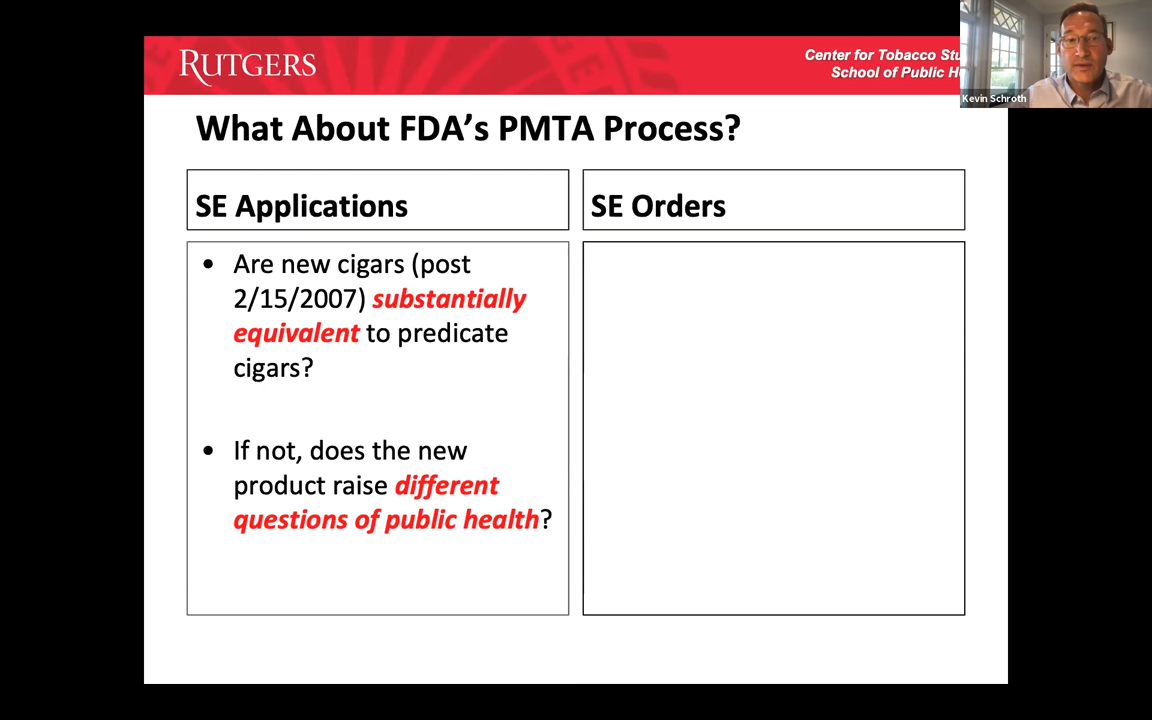 RUTGERS
Center for Tobacco
School of Public
Kevin Schroth
What About FDA's PMTA Process?
SE Applications
SE Orders
• Are new cigars (post
2/15/2007) substantially
equivalent to predicate
cigars?
• If not, does the new
product raise different
questions of public health?